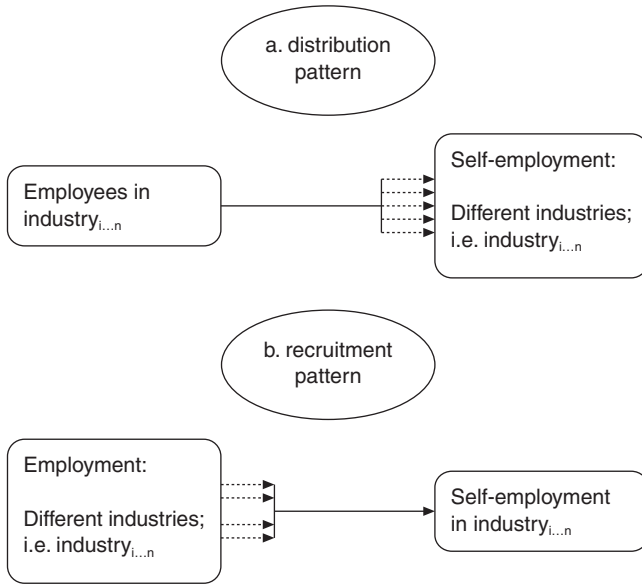 a. distribution
pattern
Employees in
industryi...n
Self-employment:
Different industries;
i.e. industryi...n
b. recruitment
pattern
Employment:
Different industries;
i.e. industryi...n
Self-employment
in industryi...n